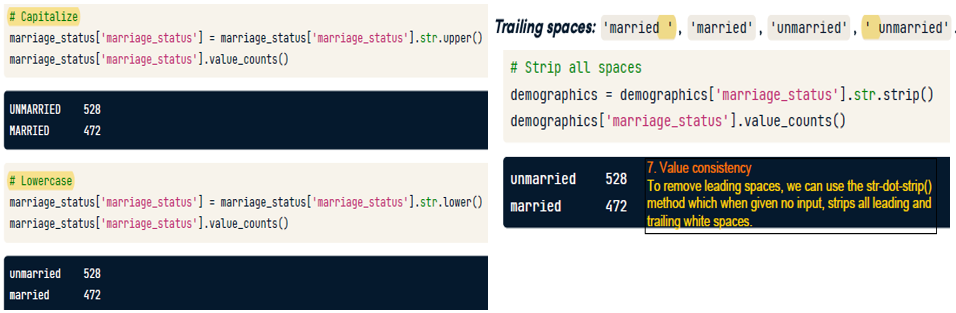 # Capitalize
marriage_status['marriage_status'] = marriage_status['marriage_status'].str.upper()
marriage_status['marriage_status'].value_counts()
UNMARRIED 528
MARRIED 472
# Lowercase
marriage_status['marriage_status'] = marriage_status['marriage_status'].str.lower()
marriage_status['marriage_status'].value_counts()
unmarried 528
married 472
Trailing spaces: 'married ', 'married', 'unmarried', ' unmarried'.
# Strip all spaces
demographics = demographics['marriage_status'].str.strip()
demographics['marriage_status'].value_counts()
unmarried 528
married 472
7. Value consistency
To remove leading spaces, we can use the str-dot-strip()
method which when given no input, strips all leading and
trailing white spaces.